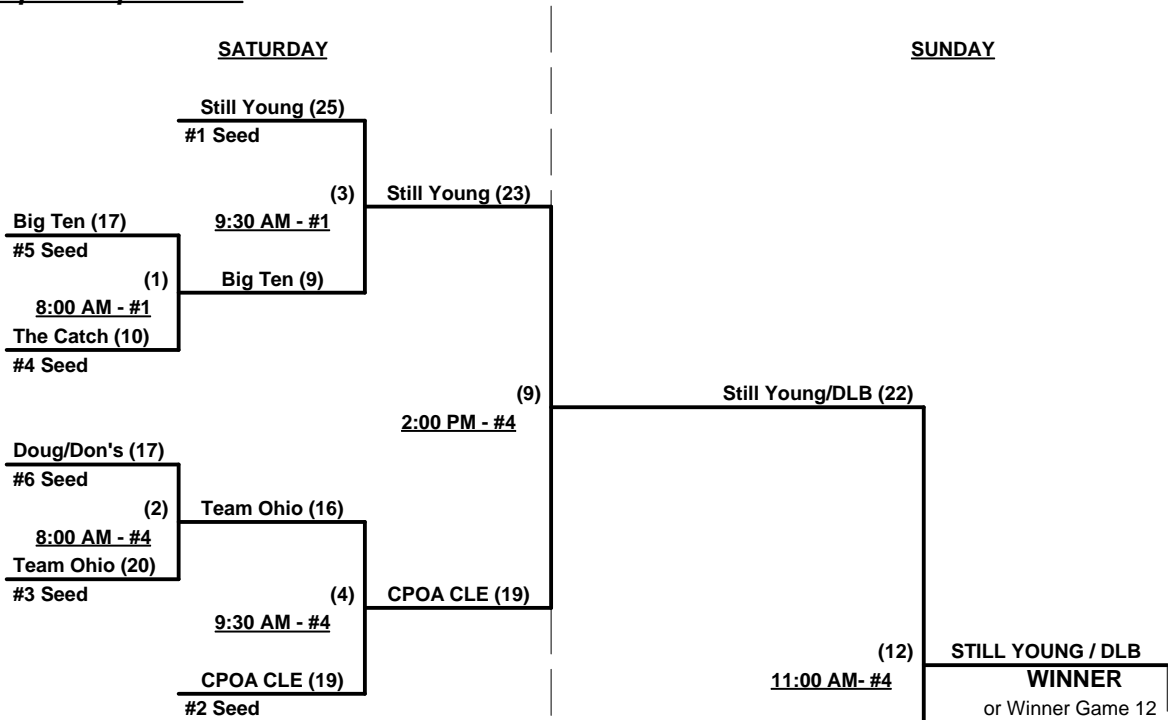 SATURDAY
SUNDAY
Still Young (25)
#1 Seed
(3)
Still Young (23)
9:30 AM - #1
Big Ten (17)
#5 Seed
(1)
Big Ten (9)
8:00 AM - #1
The Catch (10)
#4 Seed
(9)
Still Young/DLB (22)
2:00 PM - #4
Doug/Don's (17)
#6 Seed
(2)
Team Ohio (16)
8:00 AM - #4
Team Ohio (20)
#3 Seed
(4)
CPOA CLE (19)
9:30 AM - #4
(12)
STILL YOUNG / DLB
11:00 AM- #4
WINNER
CPOA CLE (19)
#2 Seed
or Winner Game 12